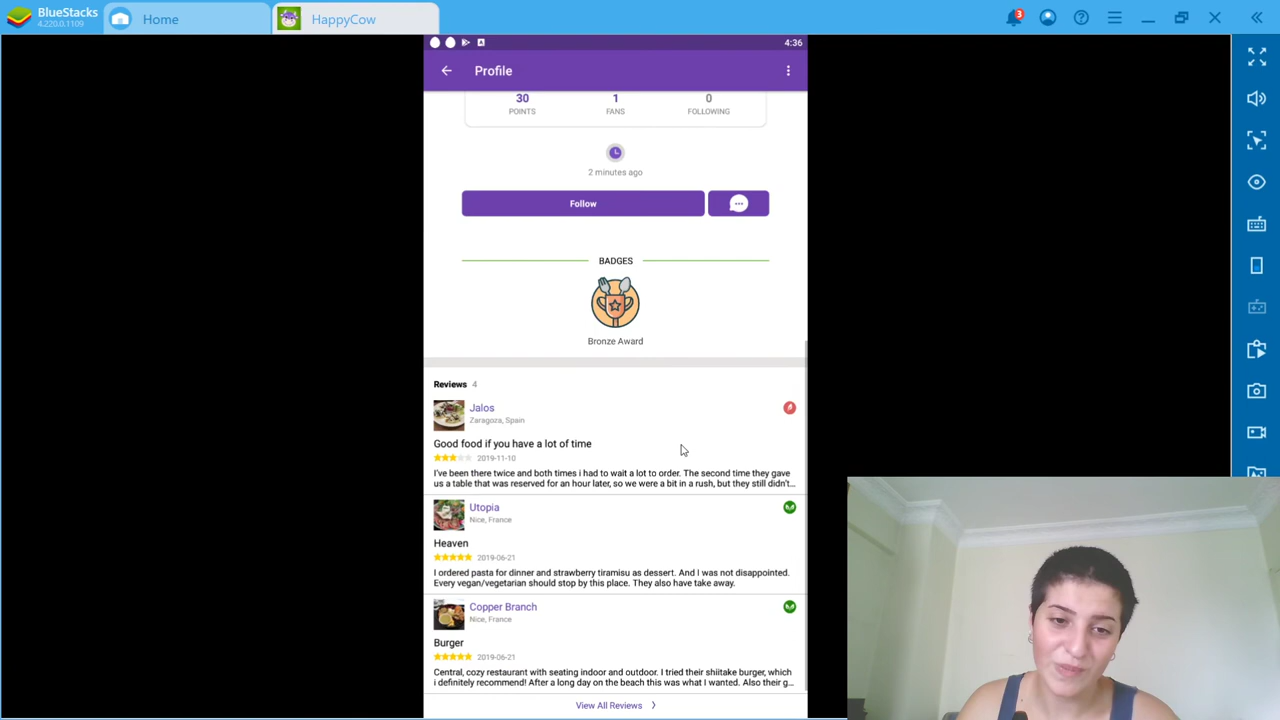 BlueStacks
4.220.0.1109
Home
HappyCow
3
4:36
Profile
30
1
0
POINTS
FANS
FOLLOWING
2 minutes ago
Follow
BADGES
Bronze Award
Reviews 4
Jalos
Zaragoza, Spain
Good food if you have a lot of time
2019-11-10
I've been there twice and both times i had to wait a lot to order. The second time they gave
us a table that was reserved for an hour later, so we were a bit in a rush, but they still didn't...
Utopia
Nice, France
Heaven
2019-06-21
I ordered pasta for dinner and strawberry tiramisu as dessert. And I was not disappointed.
Every vegan/vegetarian should stop by this place. They also have take away.
Copper Branch
Nice, France
Burger
2019-06-21
Central, cozy restaurant with seating indoor and outdoor. I tried their shiitake burger, which
i definitely recommend! After a long day on the beach this was what I wanted. Also their g...
View All Reviews